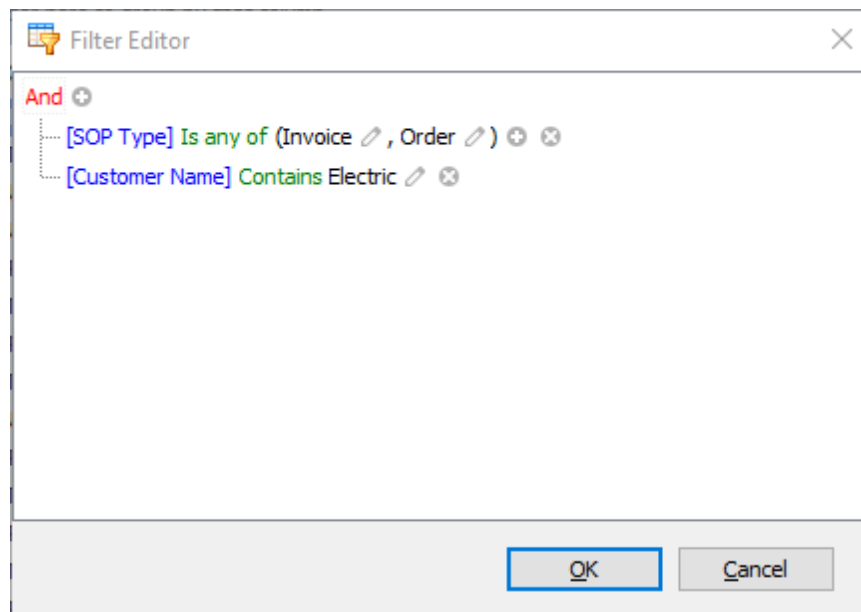 Filter Editor
And
[SOP Type] Is any of (Invoice , Order )
[Customer Name] Contains Electric
OK
Cancel